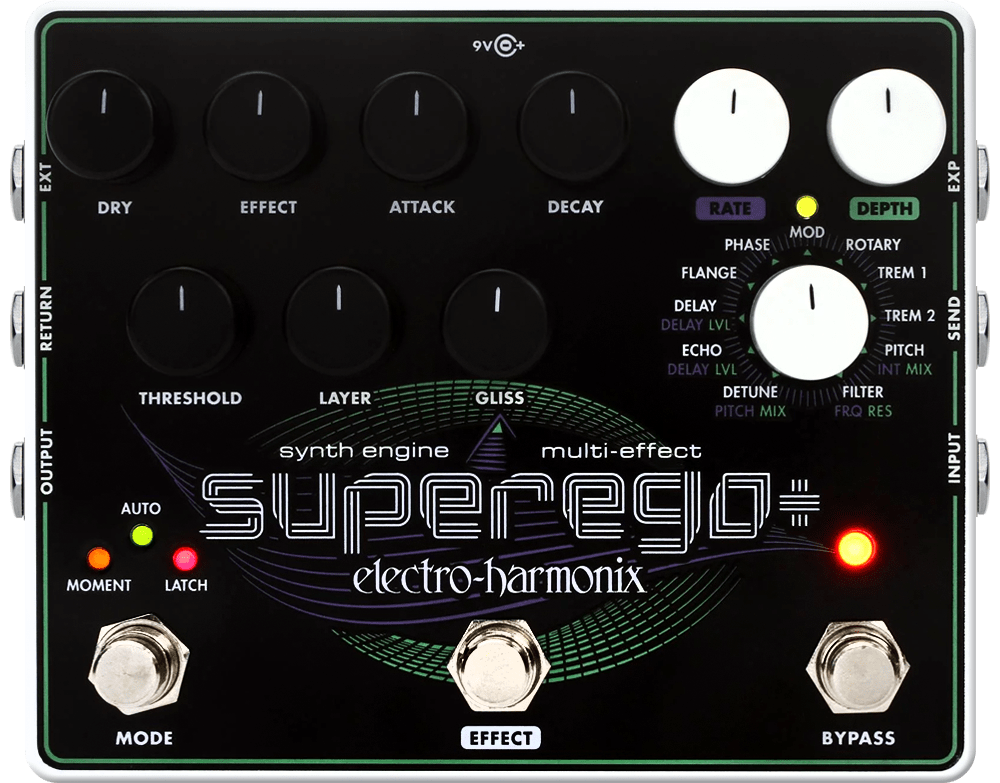 9V +
EXT
EXP
DRY
EFFECT
ATTACK
DECAY
RATE
DEPTH
MOD
PHASE
ROTARY
FLANGE
TREM 1
DELAY
DELAY LVL
TREM 2
RETURN
SEND
ECHO
DELAY LVL
PITCH
INT MIX
DETUNE
PITCH MIX
FILTER
FRQ RES
THRESHOLD
LAYER
GLISS
OUTPUT
INPUT
synth engine multi-effect
superego+
electro-harmonix
AUTO
MOMENT
LATCH
MODE
EFFECT
BYPASS